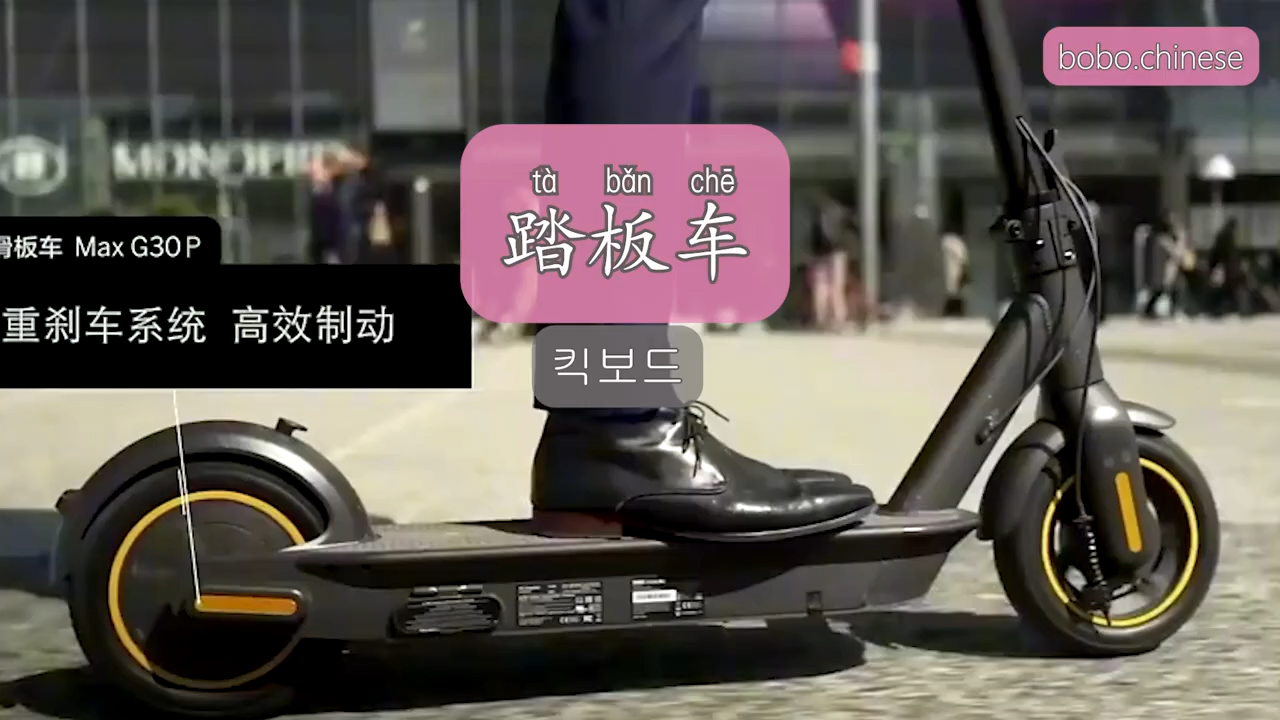 bobo.chinese
tà bǎn chē
踏板车
滑板车 Max G30P
重刹车系统 高效制动
킥보드
MONOPRIX